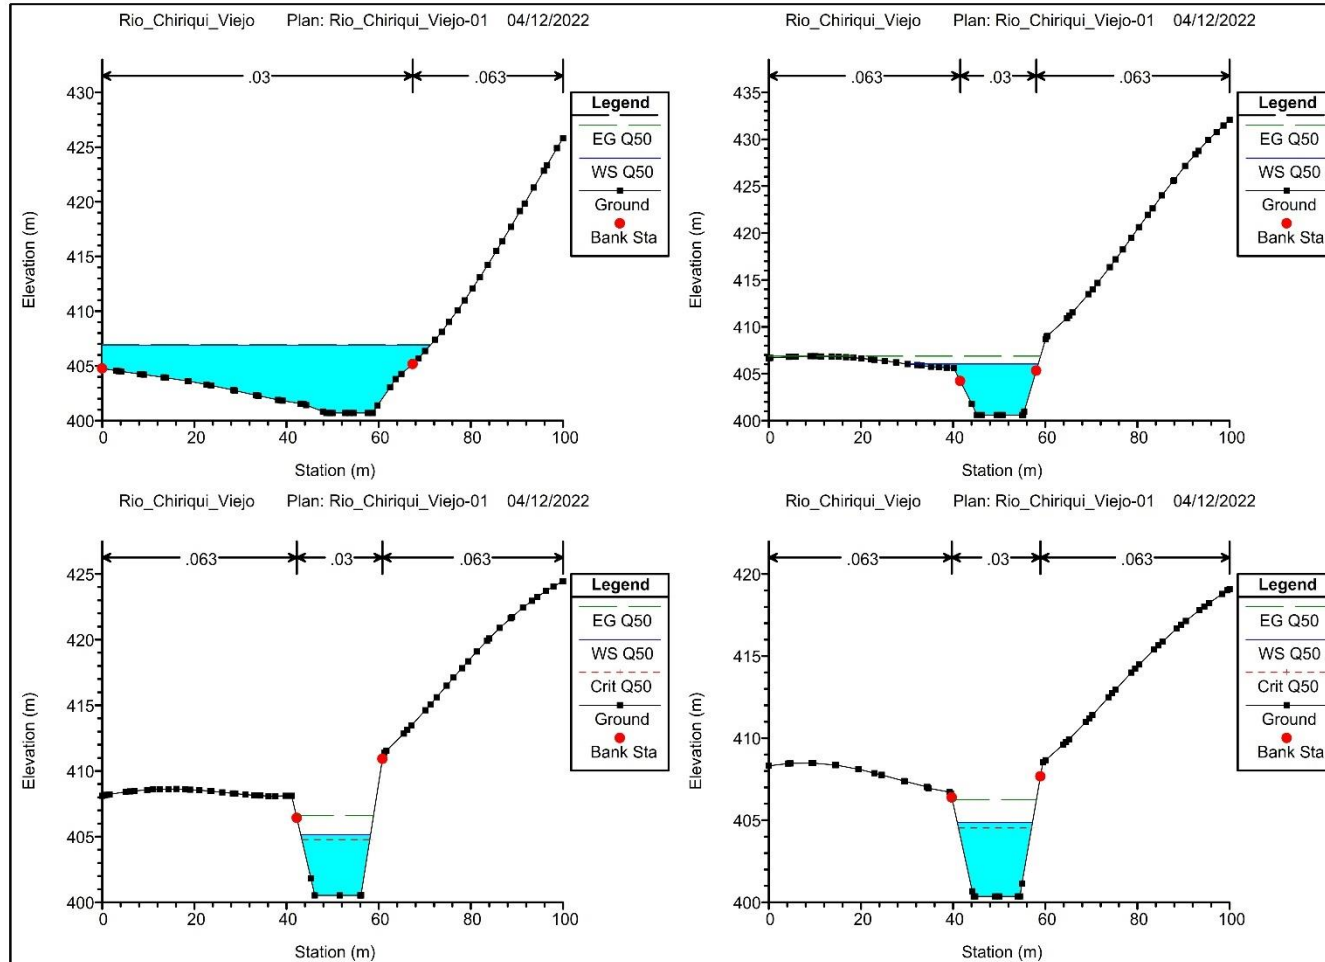 Rio_Chiriqui_Viejo Plan: Rio_Chiriqui_Viejo-01 04/12/2022
.03 .063
Legend
EG Q50
WS Q50
Ground
Bank Sta
430
425
420
415
410
405
400
0 20 40 60 80 100
Elevation (m)
Station (m)
Rio_Chiriqui_Viejo Plan: Rio_Chiriqui_Viejo-01 04/12/2022
.063 .03 .063
Legend
EG Q50
WS Q50
Ground
Bank Sta
435
430
425
420
415
410
405
400
0 20 40 60 80 100
Elevation (m)
Station (m)
Rio_Chiriqui_Viejo Plan: Rio_Chiriqui_Viejo-01 04/12/2022
.063 .03 .063
Legend
EG Q50
WS Q50
Crit Q50
Ground
Bank Sta
425
420
415
410
405
400
0 20 40 60 80 100
Elevation (m)
Station (m)
Rio_Chiriqui_Viejo Plan: Rio_Chiriqui_Viejo-01 04/12/2022
.063 .03 .063
Legend
EG Q50
WS Q50
Crit Q50
Ground
Bank Sta
420
415
410
405
400
0 20 40 60 80 100
Elevation (m)
Station (m)